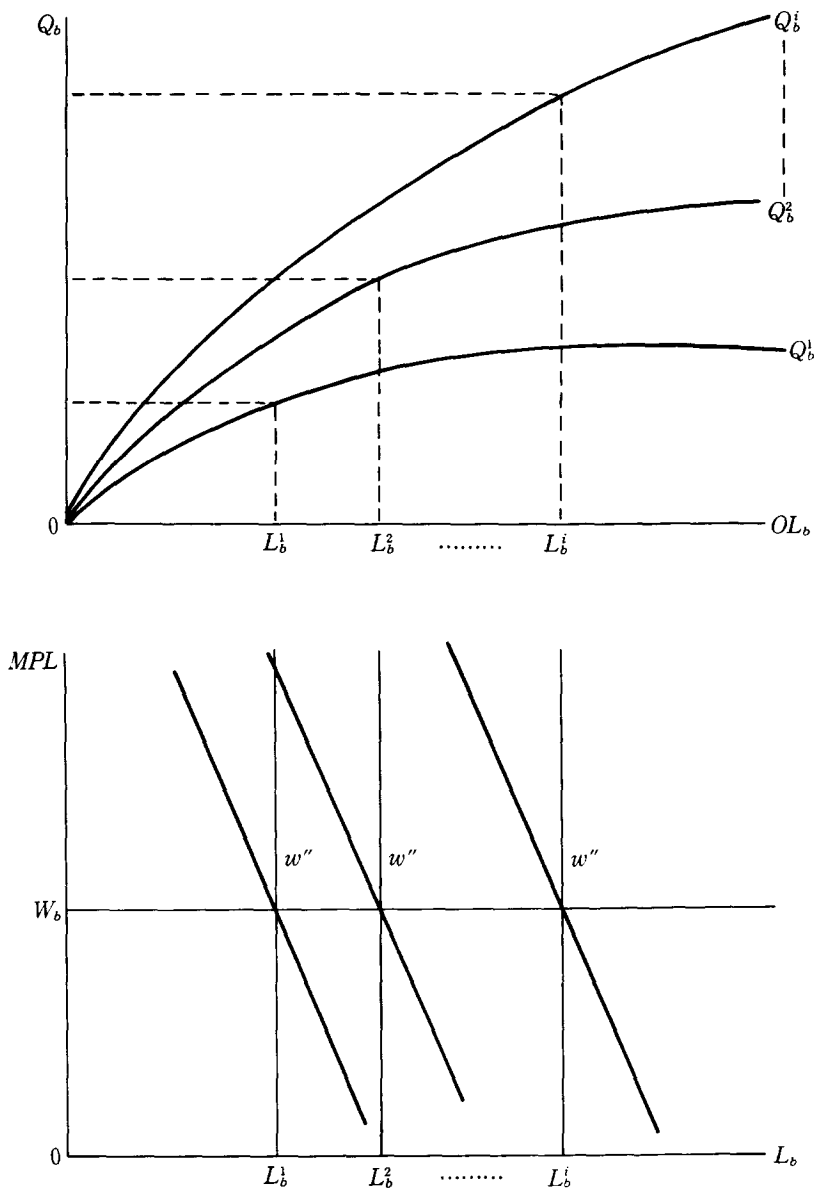 Q_b
Q_b^i
Q_b^2
Q_b^1
0
OL_b
L_b^1 L_b^2 ......... L_b^i
MPL
w″ w″ w″
W_b
0
L_b
L_b^1 L_b^2 ......... L_b^i